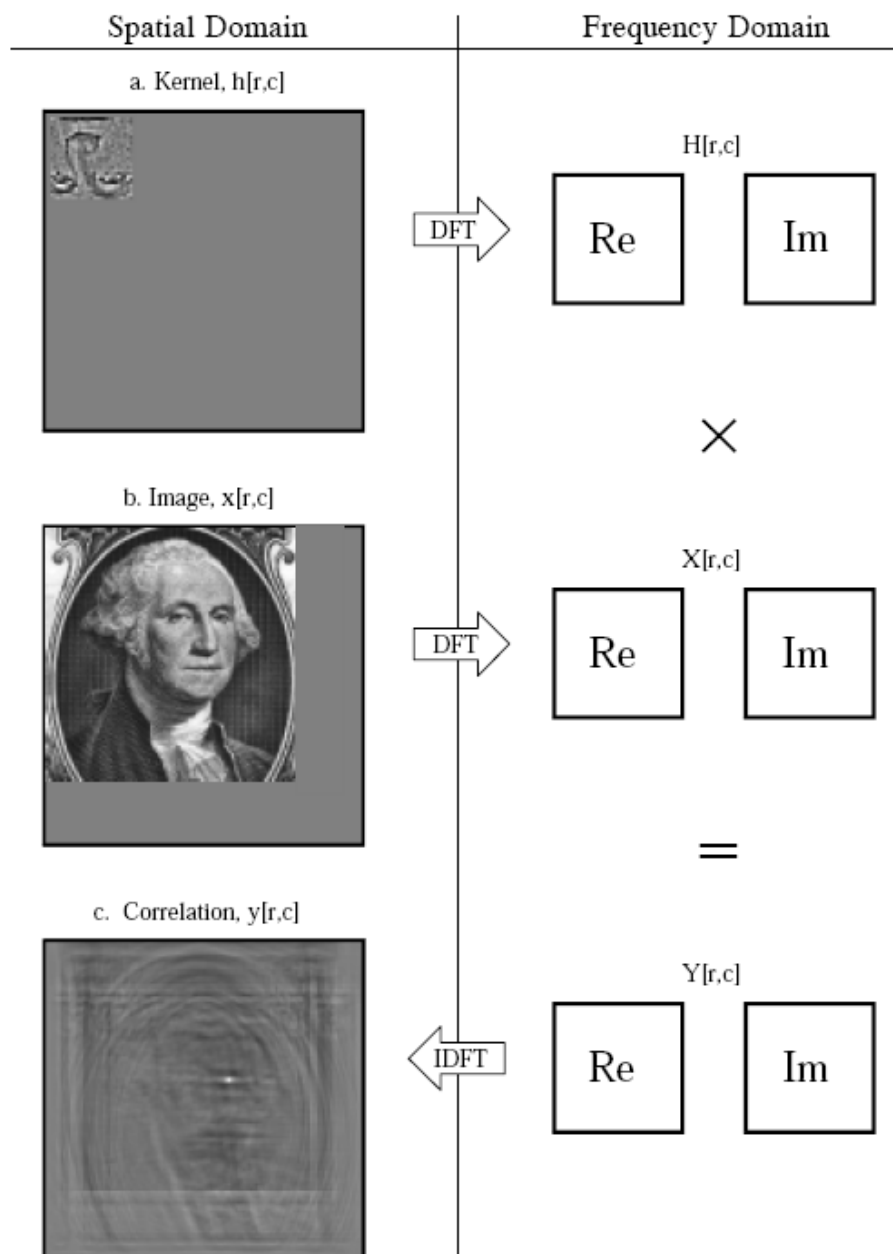 Spatial Domain
Frequency Domain
a. Kernel, h[r,c]
H[r,c]
DFT
Re
Im
×
b. Image, x[r,c]
X[r,c]
DFT
Re
Im
=
c. Correlation, y[r,c]
Y[r,c]
IDFT
Re
Im